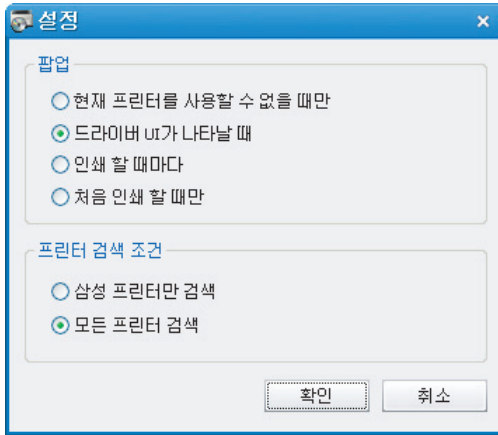 설정
팝업
현재 프린터를 사용할 수 없을 때만
드라이버 UI가 나타날 때
인쇄 할 때마다
처음 인쇄 할 때만
프린터 검색 조건
삼성 프린터만 검색
모든 프린터 검색
확인 취소